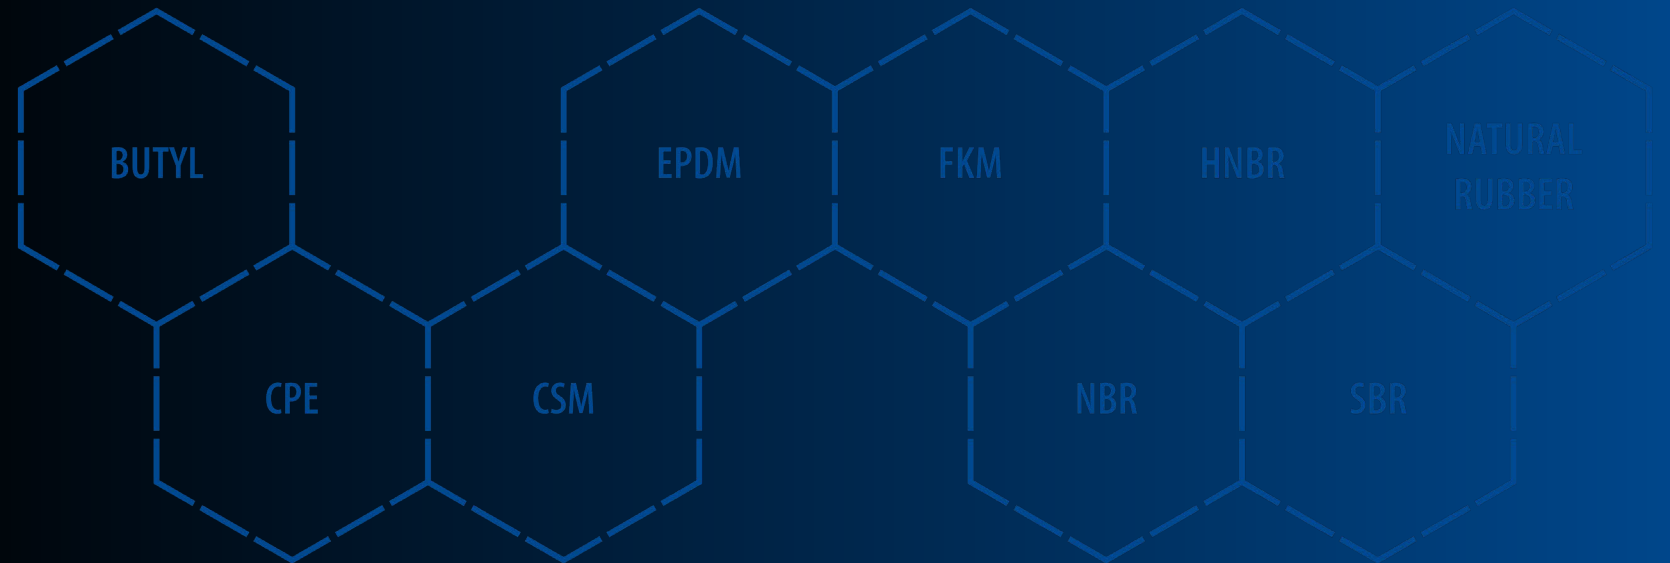 BUTYL
EPDM
FKM
HNBR
NATURAL
RUBBER
CPE
CSM
NBR
SBR